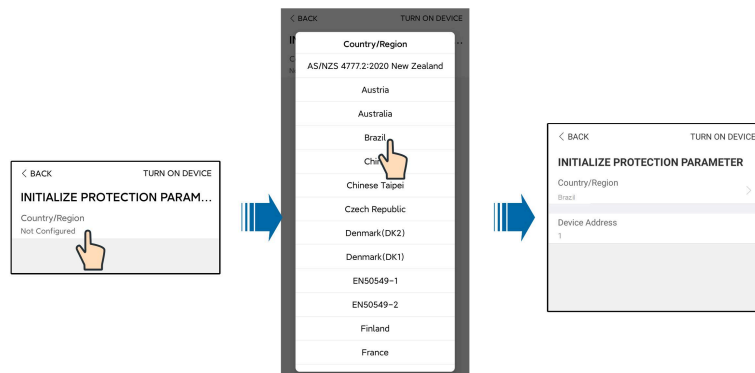 < BACK TURN ON DEVICE
INITIALIZE PROTECTION PARAM...
Country/Region
Not Configured
< BACK TURN ON DEVICE
Country/Region
AS/NZS 4777.2:2020 New Zealand
Austria
Australia
Brazil
Chinese Taipei
Czech Republic
Denmark(DK2)
Denmark(DK1)
EN50549-1
EN50549-2
Finland
France
< BACK TURN ON DEVICE
INITIALIZE PROTECTION PARAMETER
Country/Region
Brazil
Device Address
1